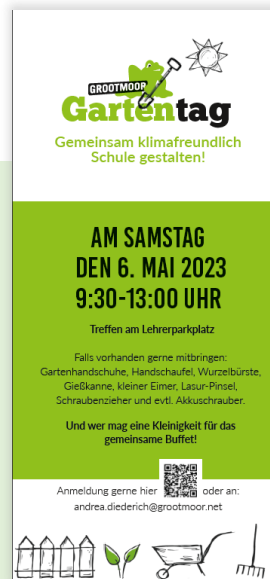 GROOTMOOR
Gartentag
Gemeinsam klimafreundlich
Schule gestalten!
AM SAMSTAG
DEN 6. MAI 2023
9:30-13:00 UHR
Treffen am Lehrerparkplatz
Falls vorhanden gerne mitbringen:
Gartenhandschuhe, Handschaufel, Wurzelbürste,
Gießkanne, kleiner Eimer, Lasur-Pinsel,
Schraubenzieher und evtl. Akkuschrauber.
Und wer mag eine Kleinigkeit für das
gemeinsame Buffet!
Anmeldung gerne hier oder an:
andrea.diederich@grootmoor.net